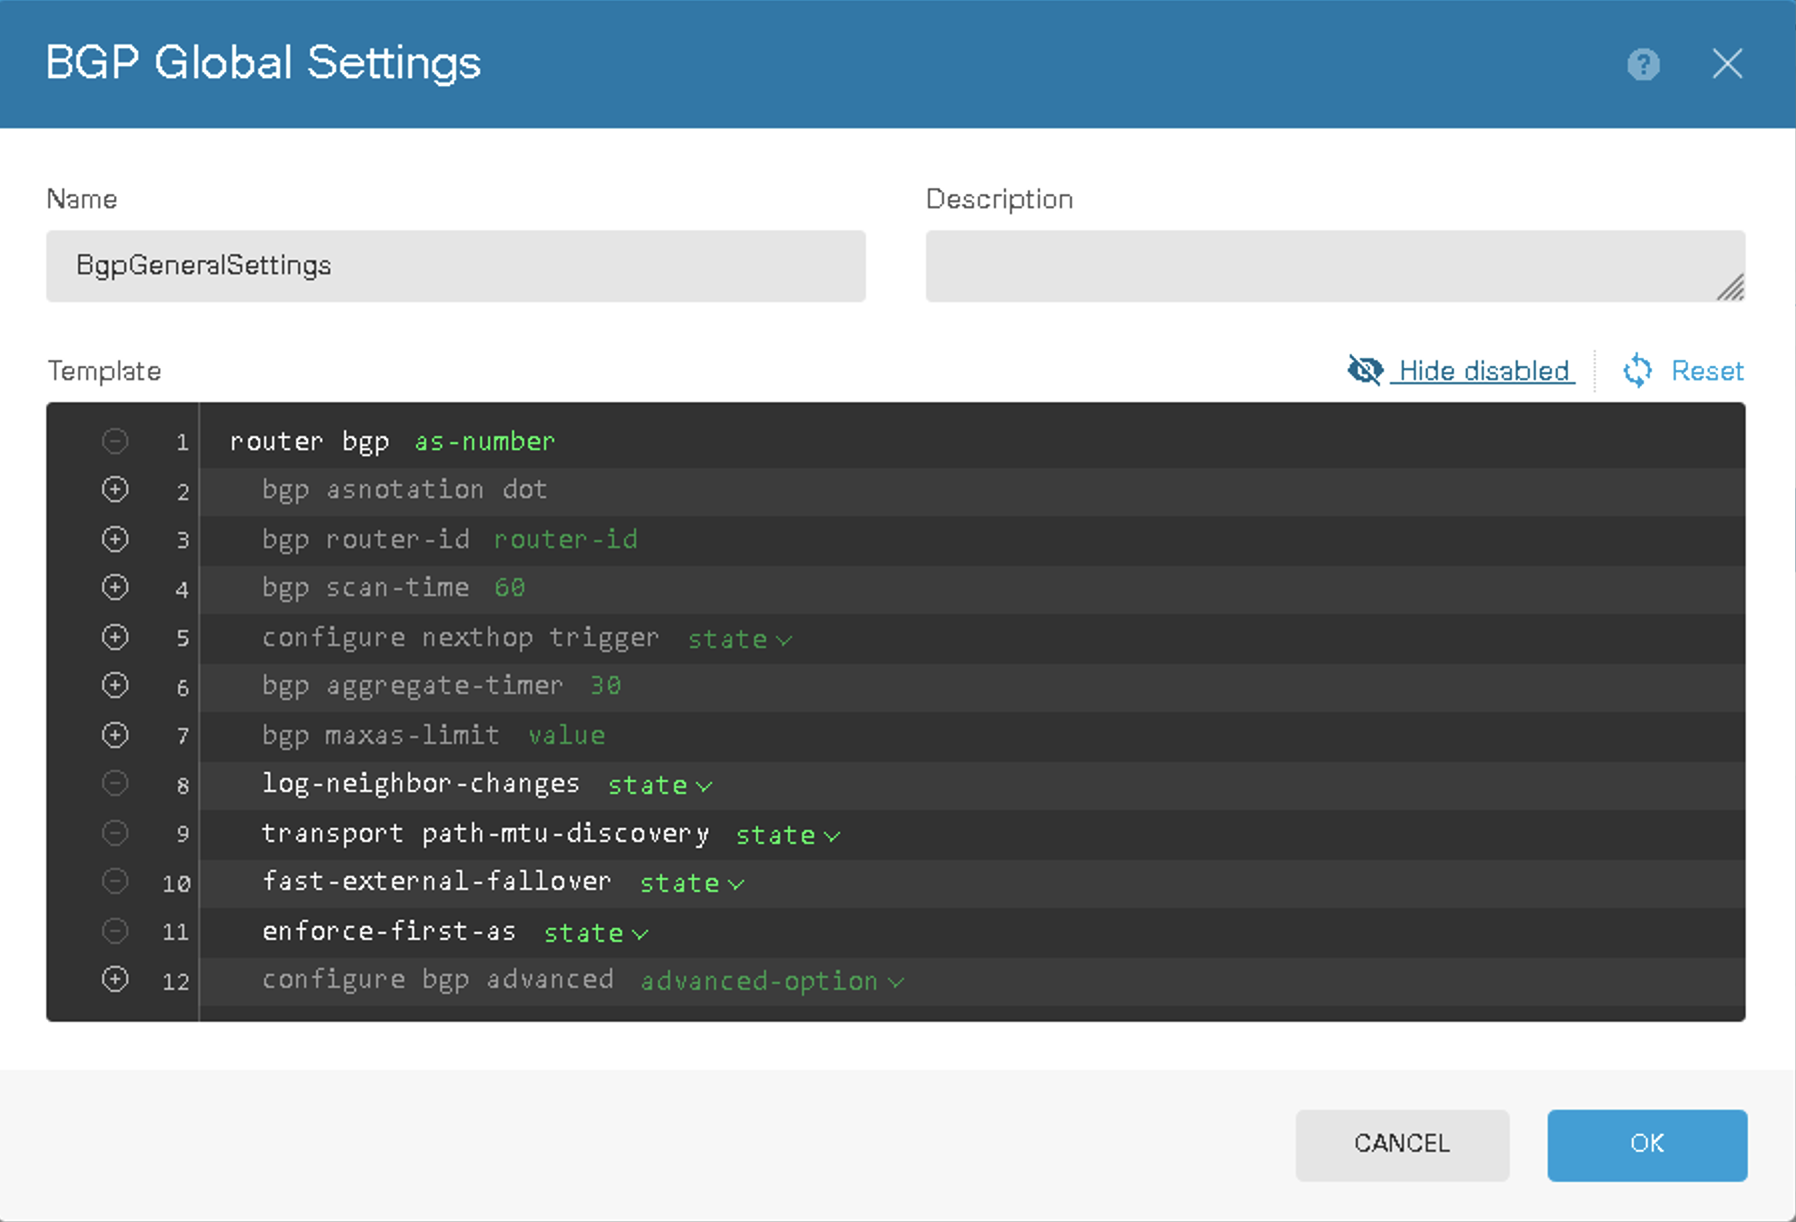 BGP Global Settings
?
Name
Description
BgpGeneralSettings
Template
Hide disabled
Reset
1 router bgp as-number
2 bgp asnotation dot
3 bgp router-id router-id
4 bgp scan-time 60
5 configure nexthop trigger state
6 bgp aggregate-timer 30
7 bgp maxas-limit value
8 log-neighbor-changes state
9 transport path-mtu-discovery state
10 fast-external-fallover state
11 enforce-first-as state
12 configure bgp advanced advanced-option
CANCEL
OK